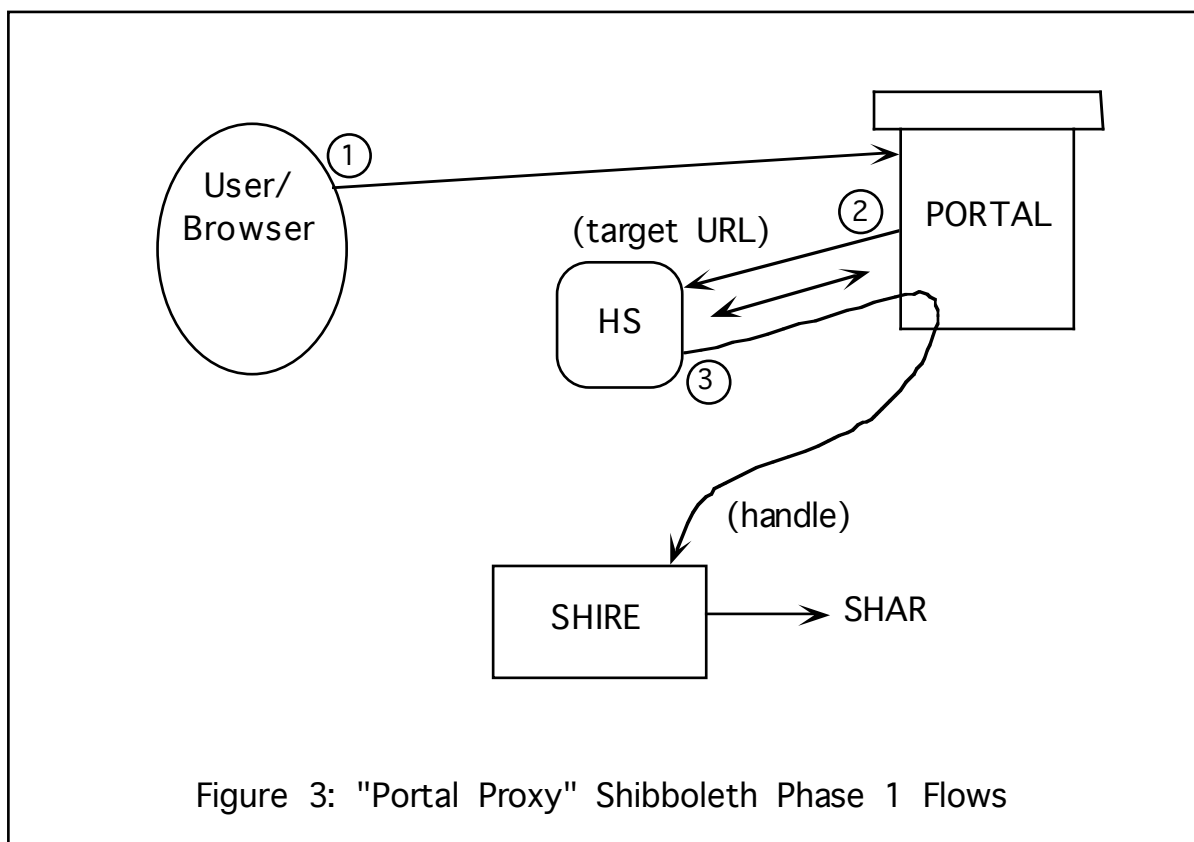 1
User/
Browser
2
PORTAL
(target URL)
HS
3
(handle)
SHIRE
SHAR
Figure 3: "Portal Proxy" Shibboleth Phase 1 Flows